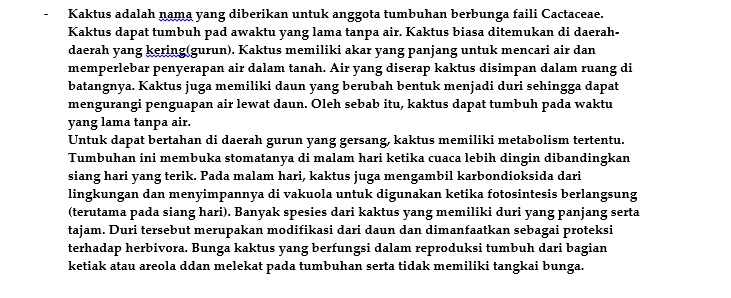 - Kaktus adalah nama yang diberikan untuk anggota tumbuhan berbunga faili Cactaceae.
Kaktus dapat tumbuh pad awaktu yang lama tanpa air. Kaktus biasa ditemukan di daerah-
daerah yang kering(gurun). Kaktus memiliki akar yang panjang untuk mencari air dan
memperlebar penyerapan air dalam tanah. Air yang diserap kaktus disimpan dalam ruang di
batangnya. Kaktus juga memiliki daun yang berubah bentuk menjadi duri sehingga dapat
mengurangi penguapan air lewat daun. Oleh sebab itu, kaktus dapat tumbuh pada waktu
yang lama tanpa air.
Untuk dapat bertahan di daerah gurun yang gersang, kaktus memiliki metabolism tertentu.
Tumbuhan ini membuka stomatanya di malam hari ketika cuaca lebih dingin dibandingkan
siang hari yang terik. Pada malam hari, kaktus juga mengambil karbondioksida dari
lingkungan dan menyimpannya di vakuola untuk digunakan ketika fotosintesis berlangsung
(terutama pada siang hari). Banyak spesies dari kaktus yang memiliki duri yang panjang serta
tajam. Duri tersebut merupakan modifikasi dari daun dan dimanfaatkan sebagai proteksi
terhadap herbivora. Bunga kaktus yang berfungsi dalam reproduksi tumbuh dari bagian
ketiak atau areola ddan melekat pada tumbuhan serta tidak memiliki tangkai bunga.